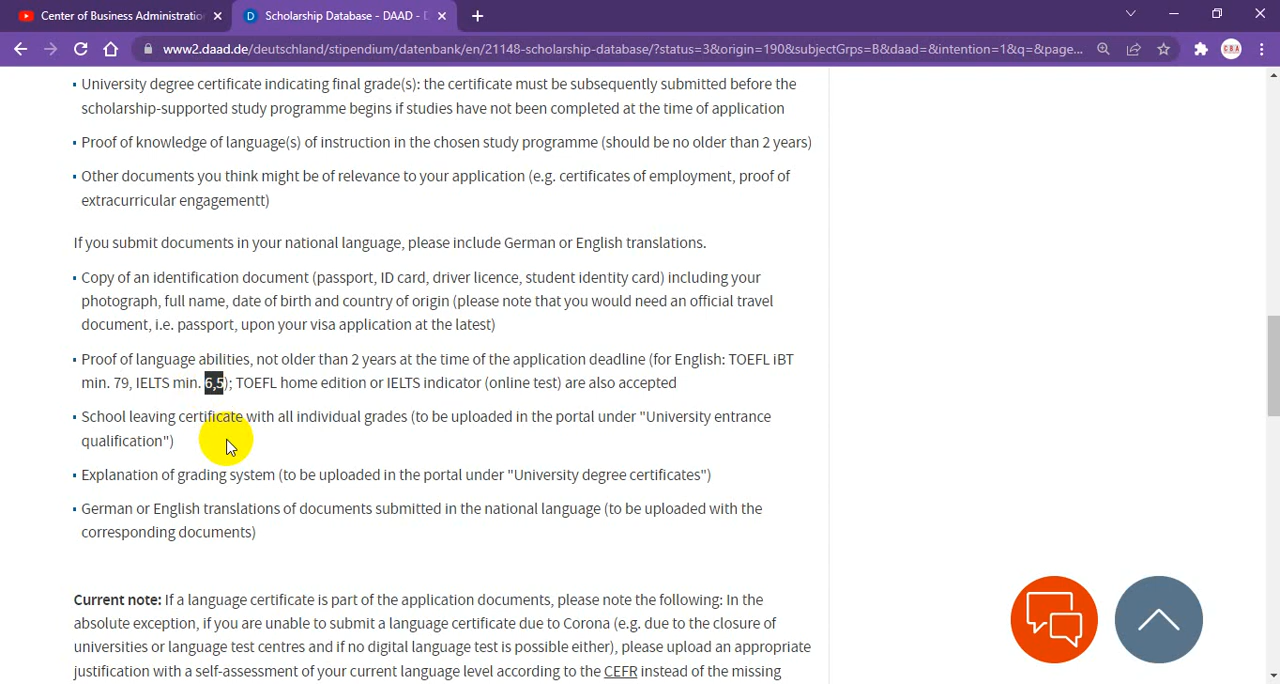 Center of Business Administratio
Scholarship Database - DAAD - D
www2.daad.de/deutschland/stipendium/datenbank/en/21148-scholarship-database/?status=3&origin=190&subjectGrps=B&daad=&intention=1&q=&page...
CBA
▪ University degree certificate indicating final grade(s): the certificate must be subsequently submitted before the
scholarship-supported study programme begins if studies have not been completed at the time of application
▪ Proof of knowledge of language(s) of instruction in the chosen study programme (should be no older than 2 years)
▪ Other documents you think might be of relevance to your application (e.g. certificates of employment, proof of
extracurricular engagementt)
If you submit documents in your national language, please include German or English translations.
▪ Copy of an identification document (passport, ID card, driver licence, student identity card) including your
photograph, full name, date of birth and country of origin (please note that you would need an official travel
document, i.e. passport, upon your visa application at the latest)
▪ Proof of language abilities, not older than 2 years at the time of the application deadline (for English: TOEFL iBT
min. 79, IELTS min. 6,5); TOEFL home edition or IELTS indicator (online test) are also accepted
▪ School leaving certificate with all individual grades (to be uploaded in the portal under "University entrance
qualification")
▪ Explanation of grading system (to be uploaded in the portal under "University degree certificates")
▪ German or English translations of documents submitted in the national language (to be uploaded with the
corresponding documents)
Current note: If a language certificate is part of the application documents, please note the following: In the
absolute exception, if you are unable to submit a language certificate due to Corona (e.g. due to the closure of
universities or language test centres and if no digital language test is possible either), please upload an appropriate
justification with a self-assessment of your current language level according to the CEFR instead of the missing